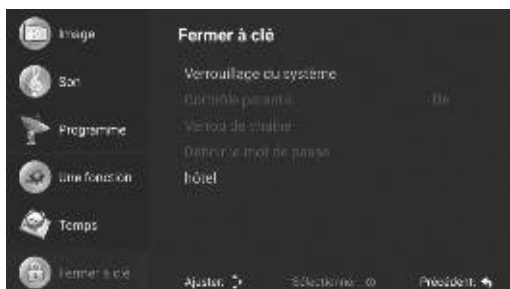 Image
Son
Programme
Une fonction
Temps
Fermer à clé
Fermer à clé
Verrouillage du système
Contrôle parental
Verrou de chaîne
Définir le mot de passe
hôtel
Ajuster:
Sélectionner:
Précédent: